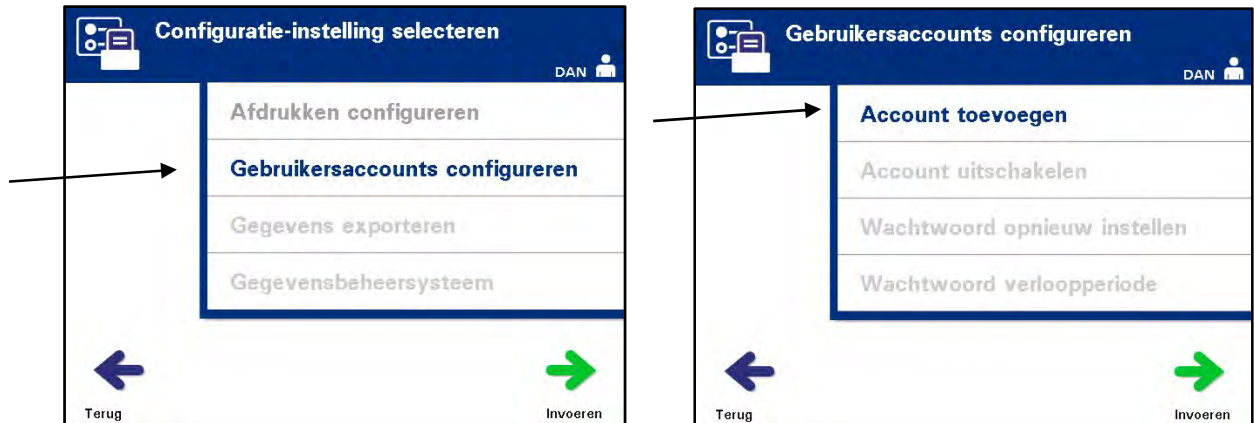 Configuratie-instelling selecteren
DAN
Afdrukken configureren
Gebruikersaccounts configureren
Gegevens exporteren
Gegevensbeheersysteem
Terug
Invoeren
Gebruikersaccounts configureren
DAN
Account toevoegen
Account uitschakelen
Wachtwoord opnieuw instellen
Wachtwoord verloopperiode
Terug
Invoeren